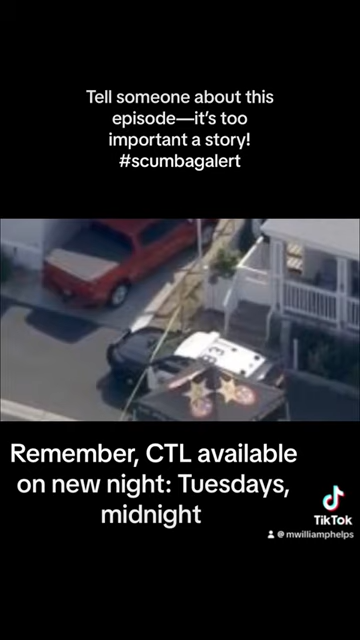 Tell someone about this
episode—it's too
important a story!
#scumbagalert
Remember, CTL available
on new night: Tuesdays,
midnight
TikTok
@mwilliamphelps